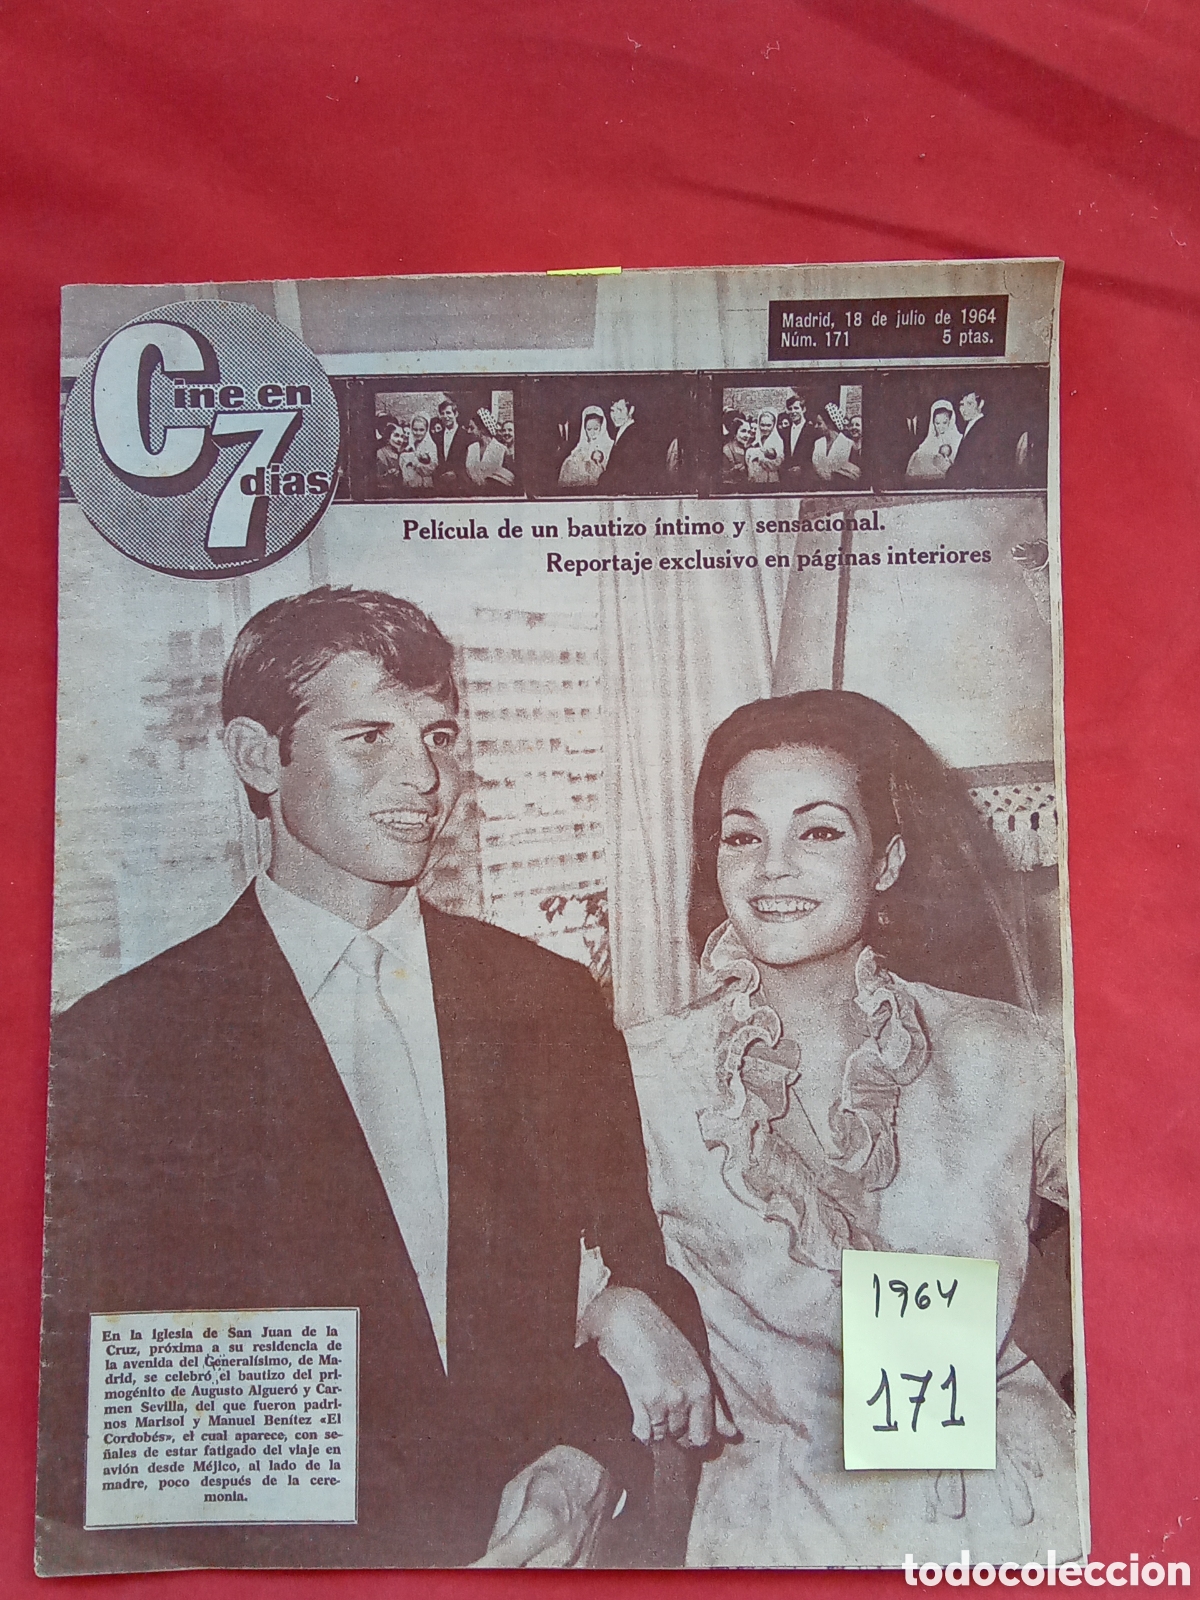 Cine en
7
dias
Madrid, 18 de julio de 1964
Núm. 171 5 ptas.
Película de un bautizo íntimo y sensacional.
Reportaje exclusivo en páginas interiores
En la Iglesia de San Juan de la
Cruz, próxima a su residencia de
la avenida del Generalísimo, de Ma-
drid, se celebró el bautizo del pri-
mogénito de Augusto Algueró y Car-
men Sevilla, del que fueron padri-
nos Marisol y Manuel Benítez «El
Cordobés», el cual aparece, con se-
ñales de estar fatigado del viaje en
avión desde Méjico, al lado de la
madre, poco después de la cere-
monia.
1964
171
todocoleccion